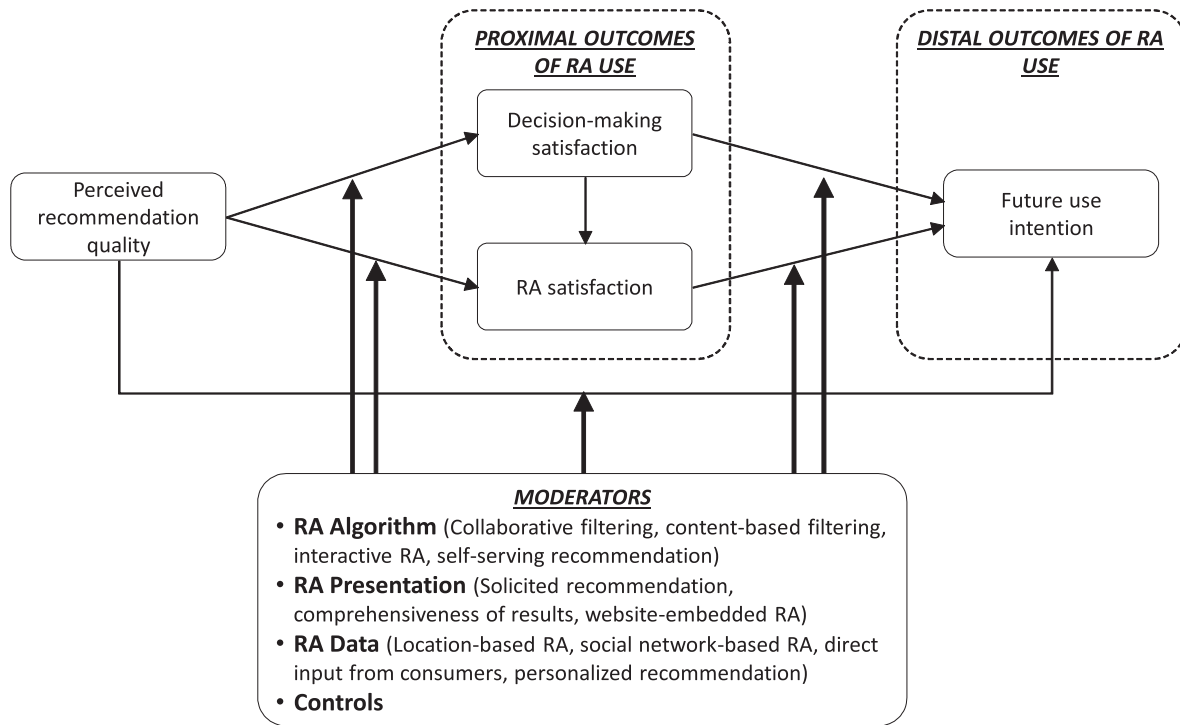 PROXIMAL OUTCOMES
OF RA USE
DISTAL OUTCOMES OF RA
USE
Decision-making
satisfaction
Perceived
recommendation
quality
Future use
intention
RA satisfaction
MODERATORS
• RA Algorithm (Collaborative filtering, content-based filtering,
interactive RA, self-serving recommendation)
• RA Presentation (Solicited recommendation,
comprehensiveness of results, website-embedded RA)
• RA Data (Location-based RA, social network-based RA, direct
input from consumers, personalized recommendation)
• Controls